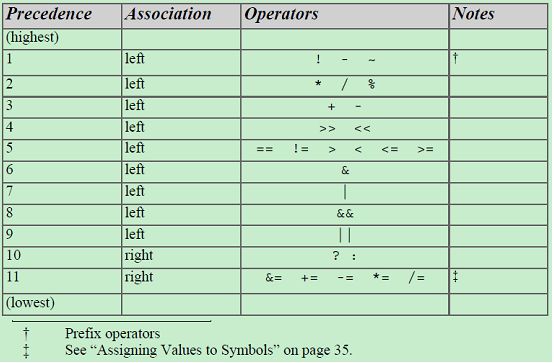 Precedence Association Operators Notes
(highest)
1 left ! - ~ †
2 left * / %
3 left + -
4 left >> <<
5 left == != > < <= >=
6 left &
7 left |
8 left &&
9 left ||
10 right ? :
11 right &= += -= *= /= ‡
(lowest)
† Prefix operators
‡ See “Assigning Values to Symbols” on page 35.